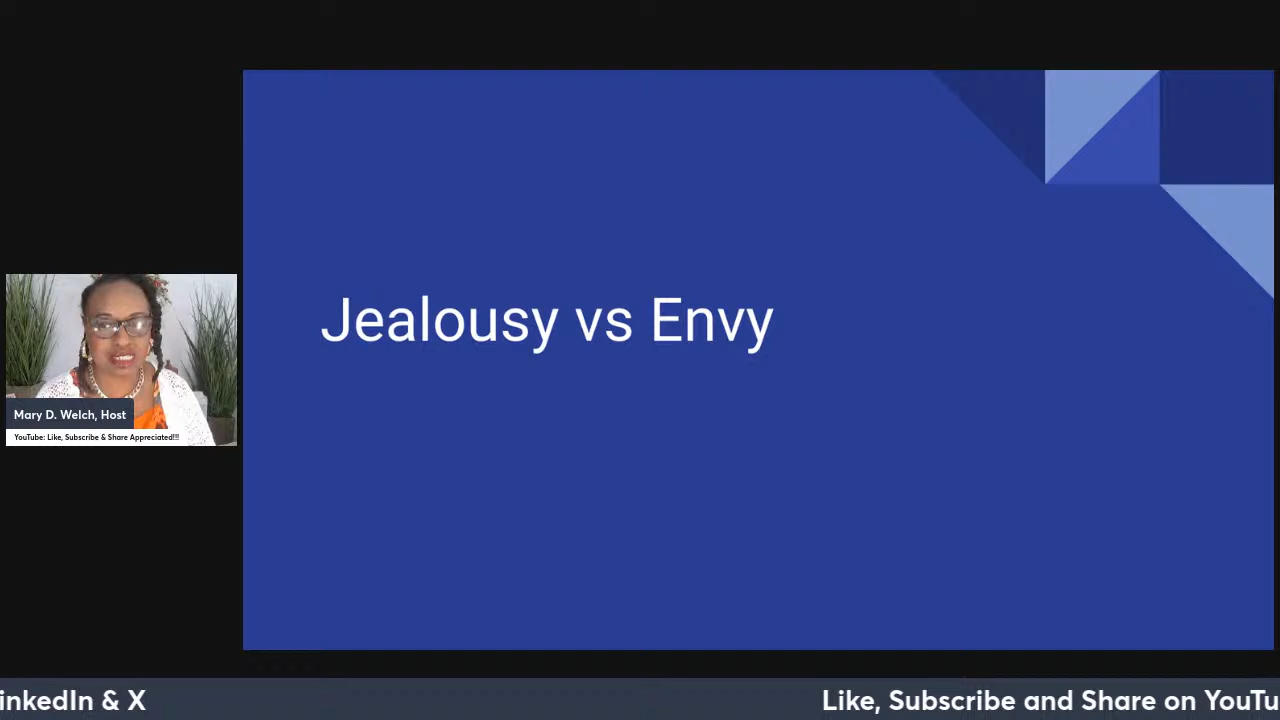 Jealousy vs Envy
Mary D. Welch, Host
YouTube: Like, Subscribe & Share Appreciated!!!
inkedIn & X
Like, Subscribe and Share on YouTu